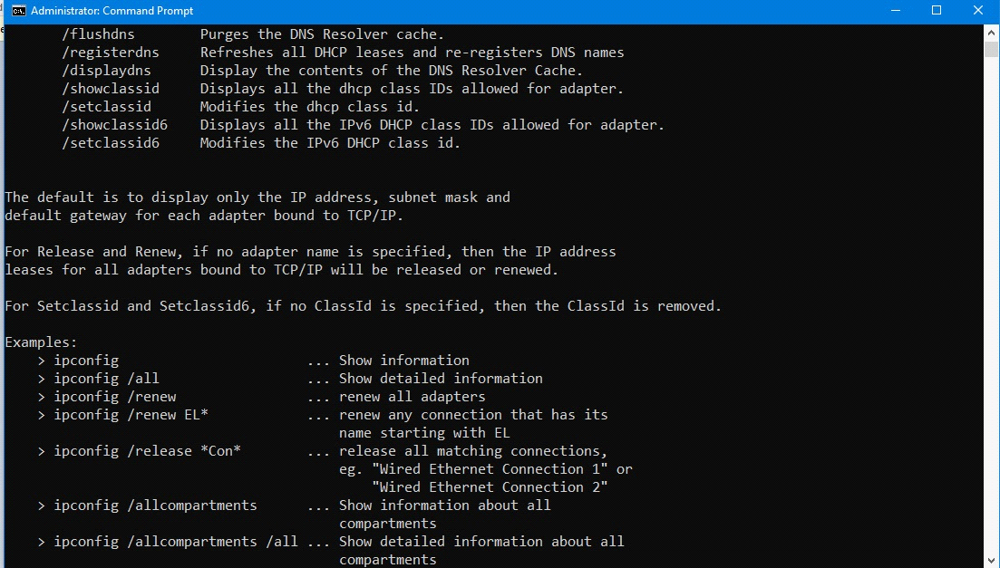 Administrator: Command Prompt
/flushdns Purges the DNS Resolver cache.
/registerdns Refreshes all DHCP leases and re-registers DNS names
/displaydns Display the contents of the DNS Resolver Cache.
/showclassid Displays all the dhcp class IDs allowed for adapter.
/setclassid Modifies the dhcp class id.
/showclassid6 Displays all the IPv6 DHCP class IDs allowed for adapter.
/setclassid6 Modifies the IPv6 DHCP class id.
The default is to display only the IP address, subnet mask and
default gateway for each adapter bound to TCP/IP.
For Release and Renew, if no adapter name is specified, then the IP address
leases for all adapters bound to TCP/IP will be released or renewed.
For Setclassid and Setclassid6, if no ClassId is specified, then the ClassId is removed.
Examples:
> ipconfig ... Show information
> ipconfig /all ... Show detailed information
> ipconfig /renew ... renew all adapters
> ipconfig /renew EL* ... renew any connection that has its
name starting with EL
> ipconfig /release *Con* ... release all matching connections,
eg. "Wired Ethernet Connection 1" or
"Wired Ethernet Connection 2"
> ipconfig /allcompartments ... Show information about all
compartments
> ipconfig /allcompartments /all ... Show detailed information about all
compartments